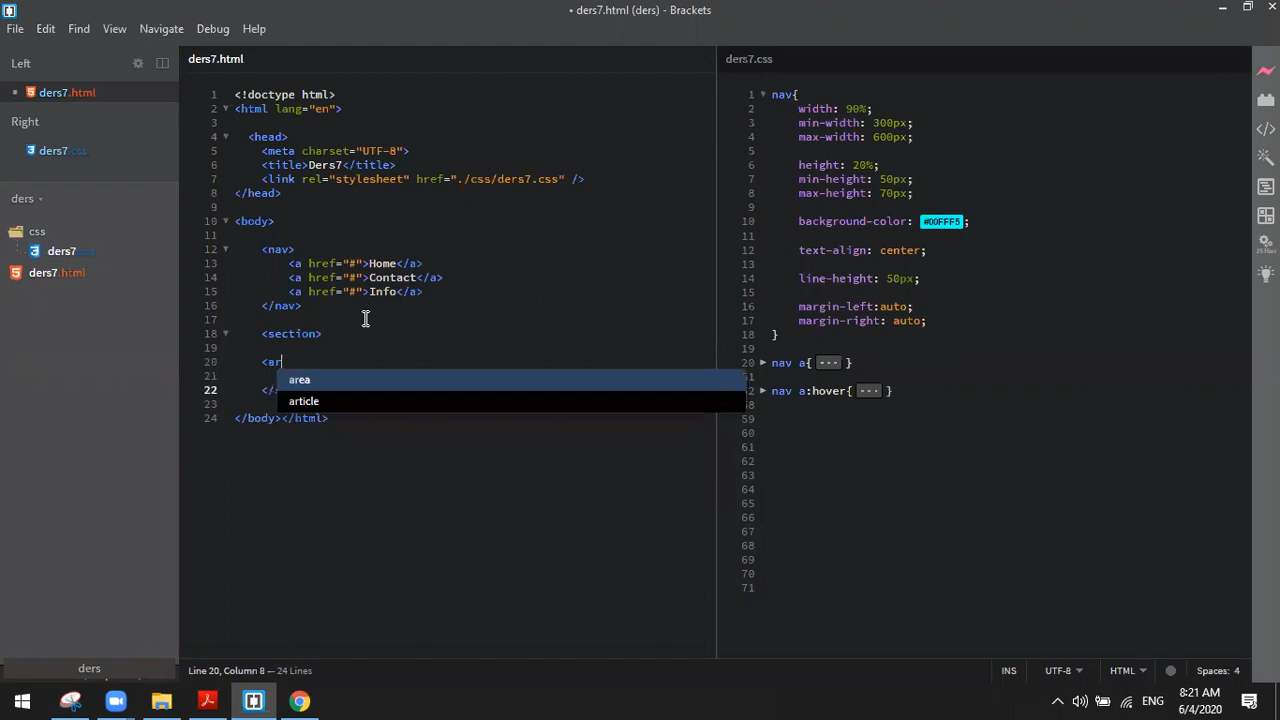 • ders7.html (ders) - Brackets
File Edit Find View Navigate Debug Help
Left
• ders7.html
Right
ders7.css
ders
css
ders7
ders7.html
ders
ders7.html
1 <!doctype html>
2 <html lang="en">
3
4 <head>
5 <meta charset="UTF-8">
6 <title>Ders7</title>
7 <link rel="stylesheet" href="./css/ders7.css" />
8 </head>
9
10 <body>
11
12 <nav>
13 <a href="#">Home</a>
14 <a href="#">Contact</a>
15 <a href="#">Info</a>
16 </nav>
17
18 <section>
19
20 <ar
21 area
22 </
23 article
24 </body></html>
ders7.css
1 nav{
2 width: 90%;
3 min-width: 300px;
4 max-width: 600px;
5
6 height: 20%;
7 min-height: 50px;
8 max-height: 70px;
9
10 background-color: #00FFF5;
11
12 text-align: center;
13
14 line-height: 50px;
15
16 margin-left:auto;
17 margin-right: auto;
18 }
19
20 nav a{ ... }
51
52 nav a:hover{ ... }
58
59
60
61
62
63
64
65
66
67
68
69
70
71
Line 20, Column 8 — 24 Lines
INS UTF-8 HTML Spaces: 4
ENG
8:21 AM
6/4/2020